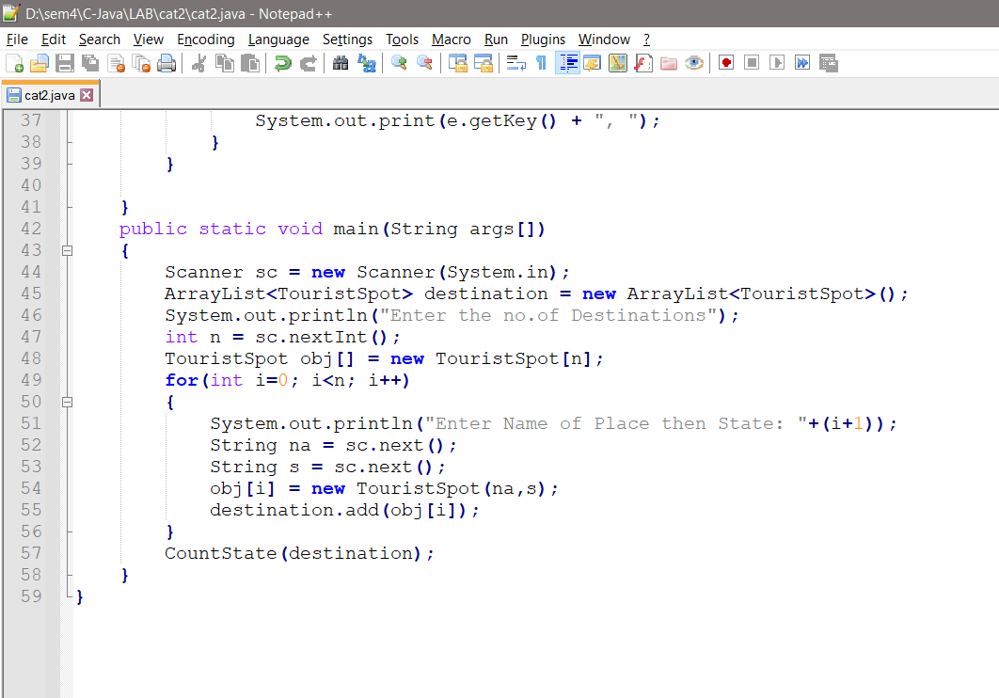 D:\sem4\C-Java\LAB\cat2\cat2.java - Notepad++
File Edit Search View Encoding Language Settings Tools Macro Run Plugins Window ?
cat2.java
37 System.out.print(e.getKey() + ", ");
38 }
39 }
40
41 }
42 public static void main(String args[])
43 {
44 Scanner sc = new Scanner(System.in);
45 ArrayList<TouristSpot> destination = new ArrayList<TouristSpot>();
46 System.out.println("Enter the no.of Destinations");
47 int n = sc.nextInt();
48 TouristSpot obj[] = new TouristSpot[n];
49 for(int i=0; i<n; i++)
50 {
51 System.out.println("Enter Name of Place then State: "+(i+1));
52 String na = sc.next();
53 String s = sc.next();
54 obj[i] = new TouristSpot(na,s);
55 destination.add(obj[i]);
56 }
57 CountState(destination);
58 }
59 }